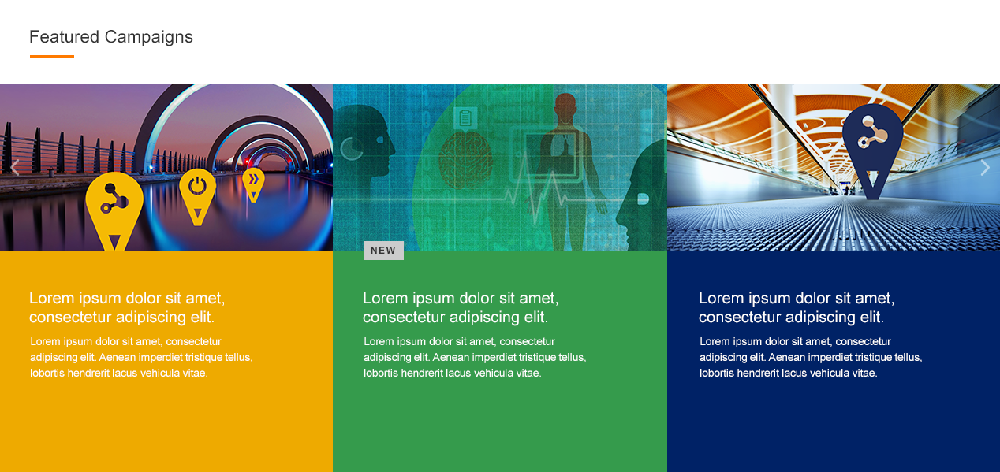 Featured Campaigns
Lorem ipsum dolor sit amet,
consectetur adipiscing elit.
Lorem ipsum dolor sit amet, consectetur
adipiscing elit. Aenean imperdiet tristique tellus,
lobortis hendrerit lacus vehicula vitae.
NEW
Lorem ipsum dolor sit amet,
consectetur adipiscing elit.
Lorem ipsum dolor sit amet, consectetur
adipiscing elit. Aenean imperdiet tristique tellus,
lobortis hendrerit lacus vehicula vitae.
Lorem ipsum dolor sit amet,
consectetur adipiscing elit.
Lorem ipsum dolor sit amet, consectetur
adipiscing elit. Aenean imperdiet tristique tellus,
lobortis hendrerit lacus vehicula vitae.